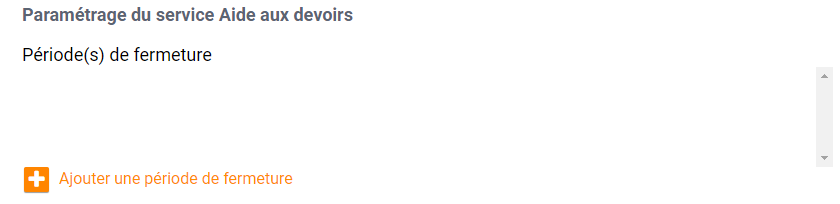 Paramétrage du service Aide aux devoirs
Période(s) de fermeture
Ajouter une période de fermeture